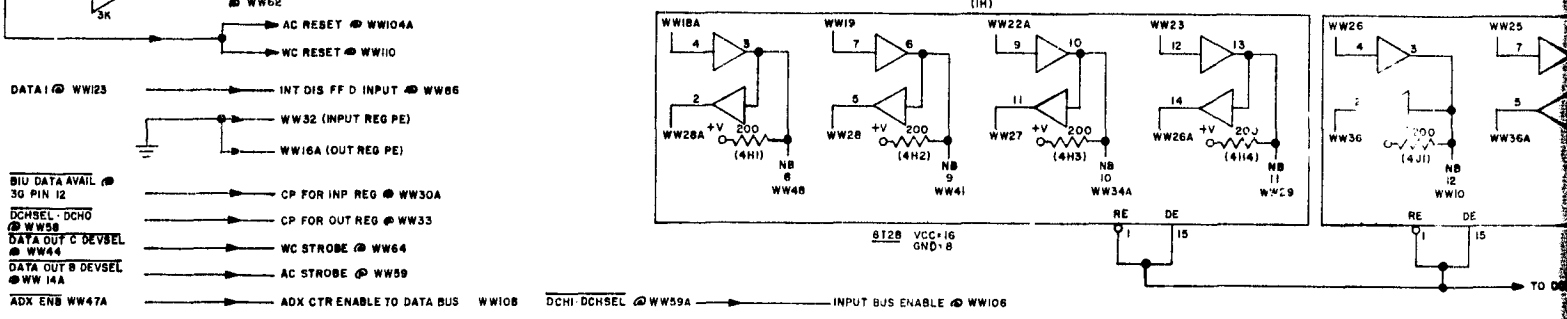 3K
@ WW62
AC RESET @ WW104A
WC RESET @ WW110
DATA 1 @ WW123
INT DIS FF D INPUT @ WW86
WW32 (INPUT REG PE)
WW16A (OUT REG PE)
BIU DATA AVAIL @
3G PIN 12
CP FOR INP REG @ WW30A
DCHSEL · DCHO
@ WW58
CP FOR OUT REG @ WW33
DATA OUT C DEVSEL
@ WW44
WC STROBE @ WW64
DATA OUT B DEVSEL
@ WW 14A
AC STROBE @ WW59
ADX ENB WW47A
ADX CTR ENABLE TO DATA BUS WW108
DCHI·DCHSEL @ WW59A
INPUT BUS ENABLE @ WW106
(1H)
WW18A
4
3
2
WW28A
+V
200
(4H1)
NB
8
WW48
WW19
7
6
5
WW28
+V
200
(4H2)
NB
9
WW41
WW22A
9
10
11
WW27
+V
200
(4H3)
NB
10
WW34A
WW23
12
13
14
WW26A
+V
200
(4H4)
NB
11
WW29
RE
DE
1
15
8T28 VCC=16
GND=8
WW26
4
3
2
WW36
200
(4J1)
NB
12
WW10
WW25
7
5
WW36A
RE
DE
1
15
TO